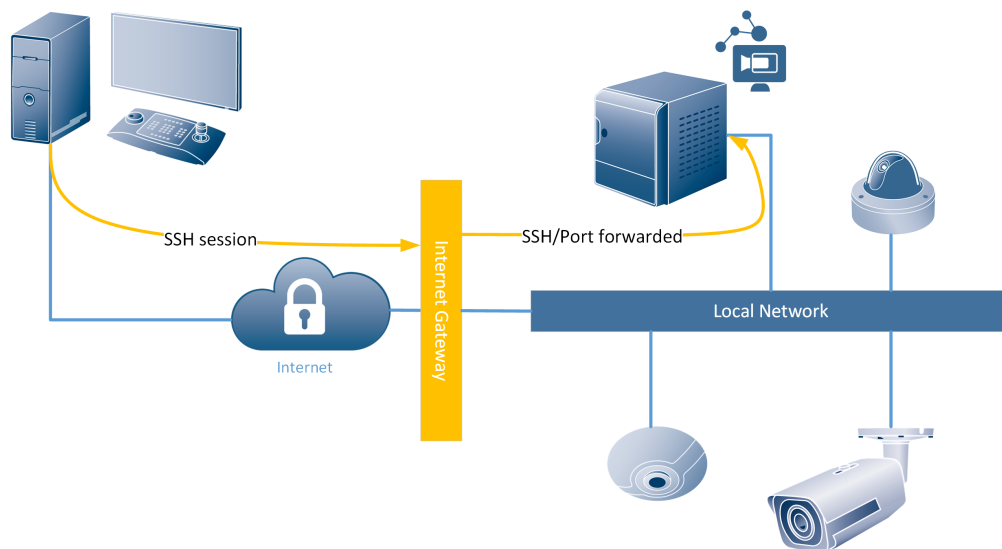 SSH session
SSH/Port forwarded
Internet Gateway
Local Network
Internet